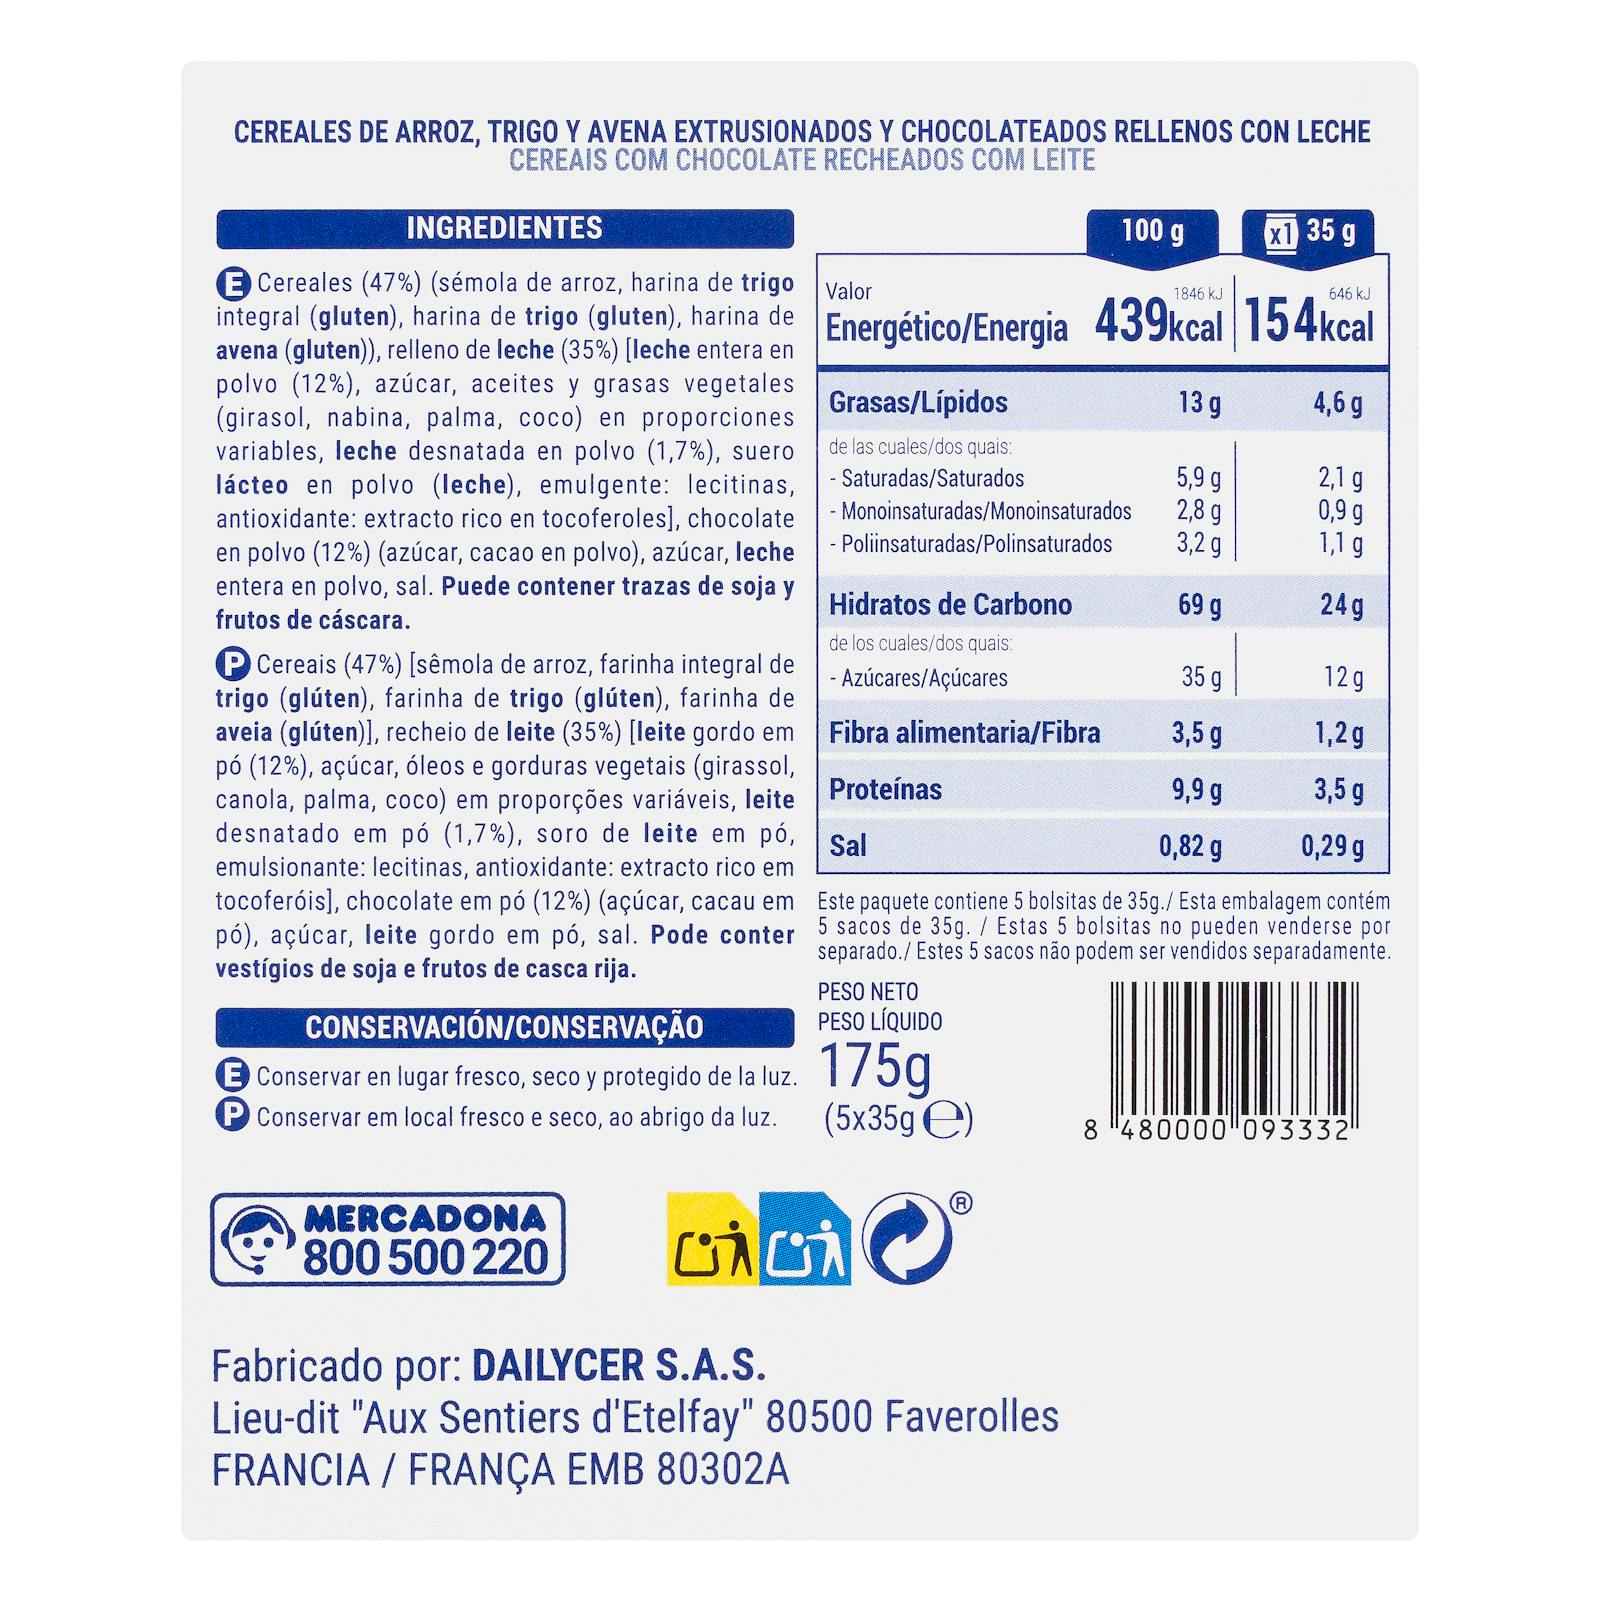 CEREALES DE ARROZ, TRIGO Y AVENA EXTRUSIONADOS Y CHOCOLATEADOS RELLENOS CON LECHE
CEREAIS COM CHOCOLATE RECHEADOS COM LEITE
INGREDIENTES
E Cereales (47%) (sémola de arroz, harina de trigo
integral (gluten), harina de trigo (gluten), harina de
avena (gluten)), relleno de leche (35%) [leche entera en
polvo (12%), azúcar, aceites y grasas vegetales
(girasol, nabina, palma, coco) en proporciones
variables, leche desnatada en polvo (1,7%), suero
lácteo en polvo (leche), emulgente: lecitinas,
antioxidante: extracto rico en tocoferoles], chocolate
en polvo (12%) (azúcar, cacao en polvo), azúcar, leche
entera en polvo, sal. Puede contener trazas de soja y
frutos de cáscara.
P Cereais (47%) [sêmola de arroz, farinha integral de
trigo (glúten), farinha de trigo (glúten), farinha de
aveia (glúten)], recheio de leite (35%) [leite gordo em
pó (12%), açúcar, óleos e gorduras vegetais (girassol,
canola, palma, coco) em proporções variáveis, leite
desnatado em pó (1,7%), soro de leite em pó,
emulsionante: lecitinas, antioxidante: extracto rico em
tocoferóis], chocolate em pó (12%) (açúcar, cacau em
pó), açúcar, leite gordo em pó, sal. Pode conter
vestígios de soja e frutos de casca rija.
CONSERVACIÓN/CONSERVAÇÃO
E Conservar en lugar fresco, seco y protegido de la luz.
P Conservar em local fresco e seco, ao abrigo da luz.
100 g x1 35 g
Valor 1846 kJ 646 kJ
Energético/Energia 439kcal 154kcal
Grasas/Lípidos 13 g 4,6 g
de las cuales/dos quais:
- Saturadas/Saturados 5,9 g 2,1 g
- Monoinsaturadas/Monoinsaturados 2,8 g 0,9 g
- Poliinsaturadas/Polinsaturados 3,2 g 1,1 g
Hidratos de Carbono 69 g 24 g
de los cuales/dos quais:
- Azúcares/Açúcares 35 g 12 g
Fibra alimentaria/Fibra 3,5 g 1,2 g
Proteínas 9,9 g 3,5 g
Sal 0,82 g 0,29 g
Este paquete contiene 5 bolsitas de 35g./ Esta embalagem contém
5 sacos de 35g. / Estas 5 bolsitas no pueden venderse por
separado./ Estes 5 sacos não podem ser vendidos separadamente.
PESO NETO
PESO LÍQUIDO
175g
(5x35g e)
8 480000 093332
MERCADONA
800 500 220
®
Fabricado por: DAILYCER S.A.S.
Lieu-dit "Aux Sentiers d'Etelfay" 80500 Faverolles
FRANCIA / FRANÇA EMB 80302A